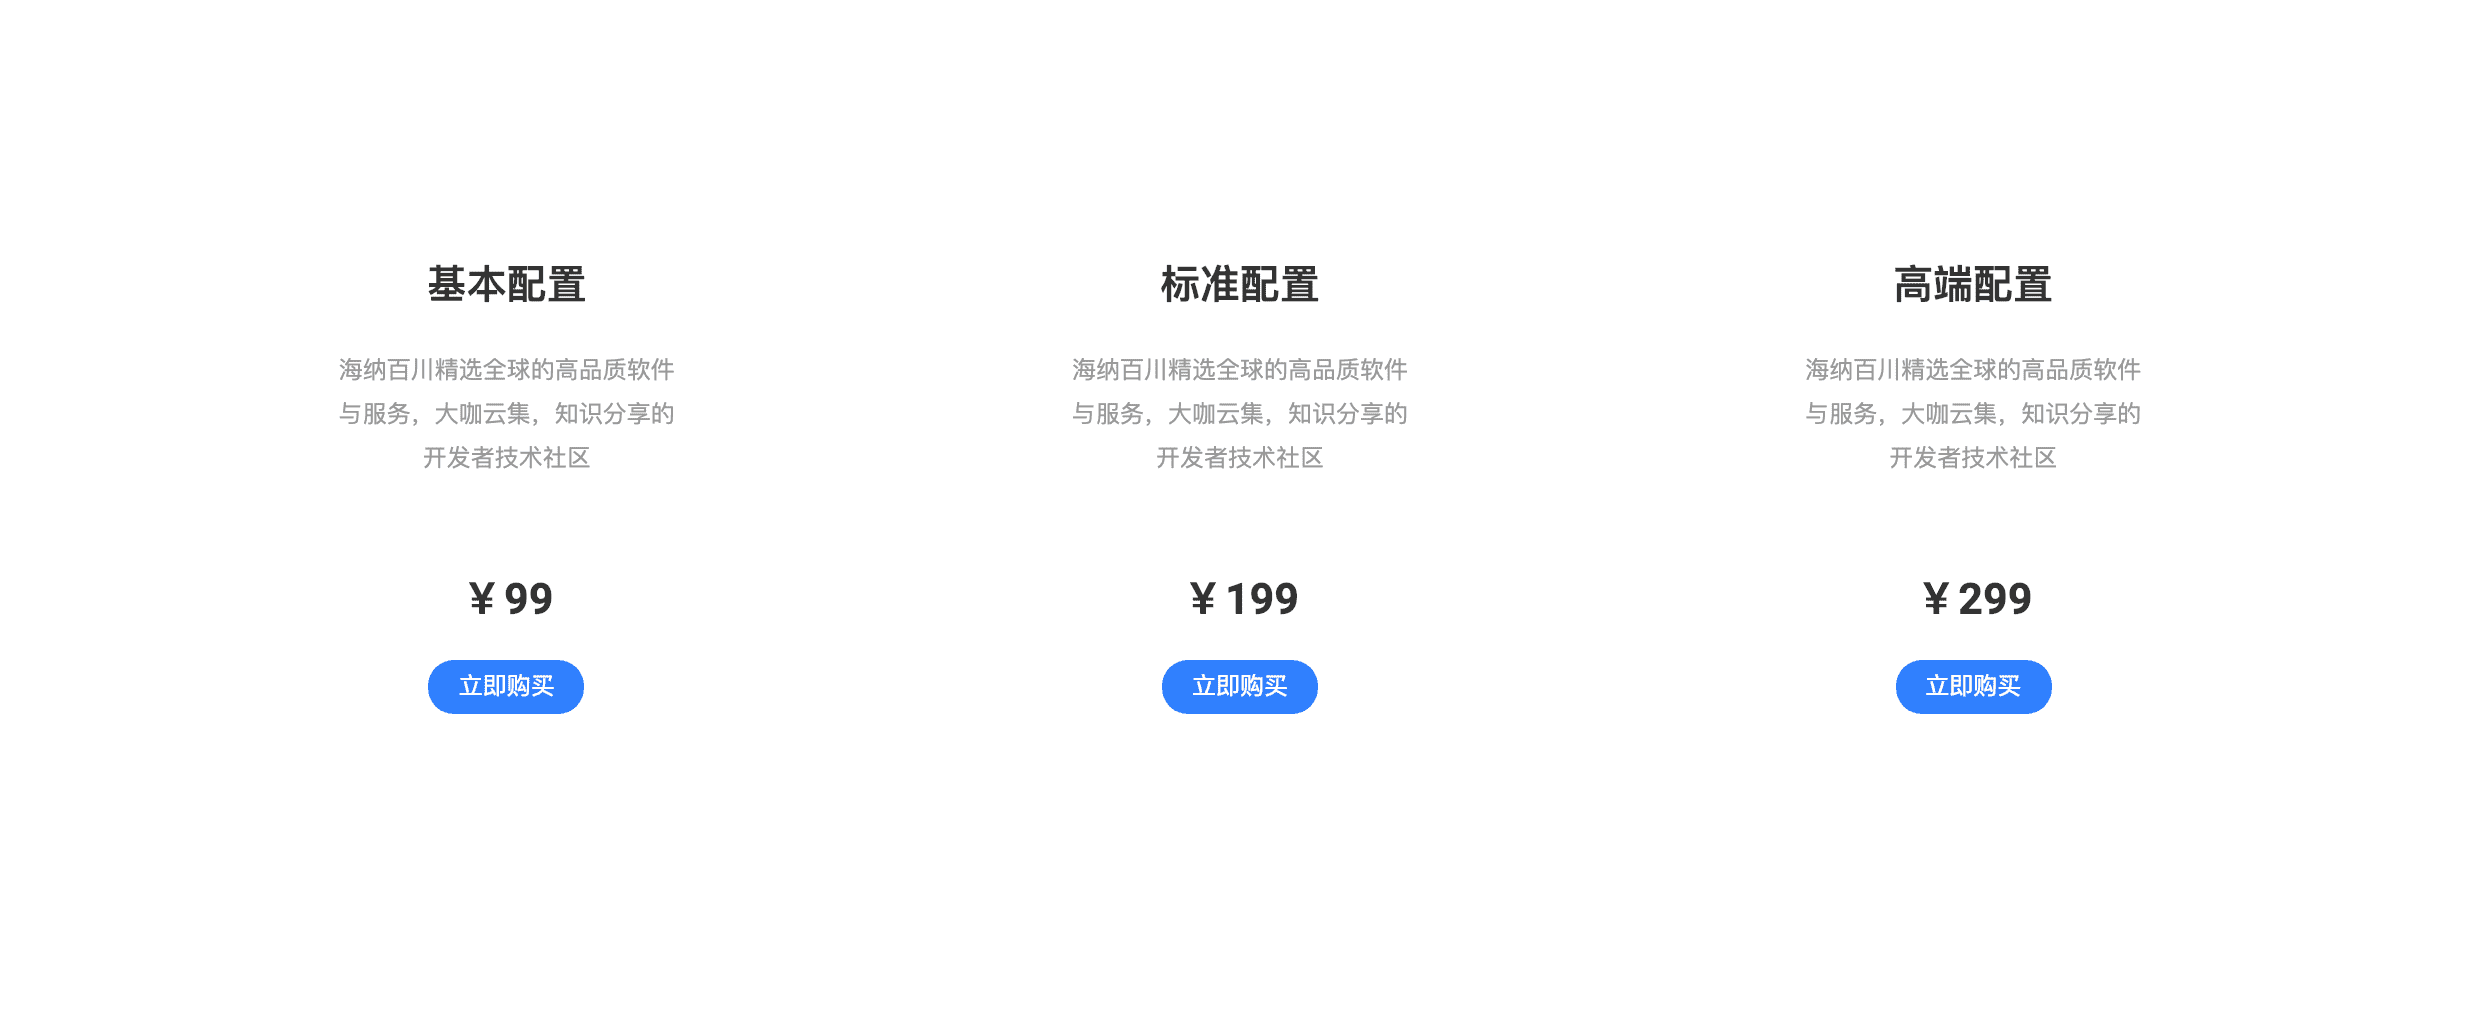 基本配置
海纳百川精选全球的高品质软件
与服务，大咖云集，知识分享的
开发者技术社区
¥ 99
立即购买
标准配置
海纳百川精选全球的高品质软件
与服务，大咖云集，知识分享的
开发者技术社区
¥ 199
立即购买
高端配置
海纳百川精选全球的高品质软件
与服务，大咖云集，知识分享的
开发者技术社区
¥ 299
立即购买